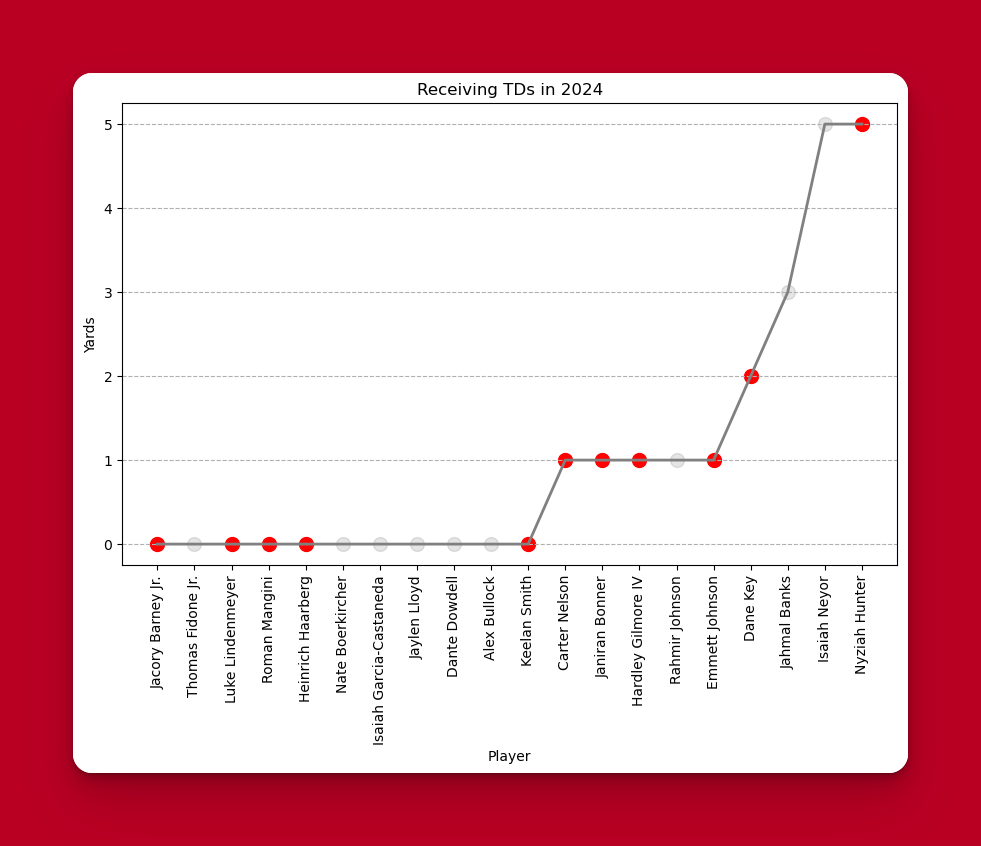 Receiving TDs in 2024
Yards
5
4
3
2
1
0
Jacory Barney Jr.
Thomas Fidone Jr.
Luke Lindenmeyer
Roman Mangini
Heinrich Haarberg
Nate Boerkircher
Isaiah Garcia-Castaneda
Jaylen Lloyd
Dante Dowdell
Alex Bullock
Keelan Smith
Carter Nelson
Janiran Bonner
Hardley Gilmore IV
Rahmir Johnson
Emmett Johnson
Dane Key
Jahmal Banks
Isaiah Neyor
Nyziah Hunter
Player